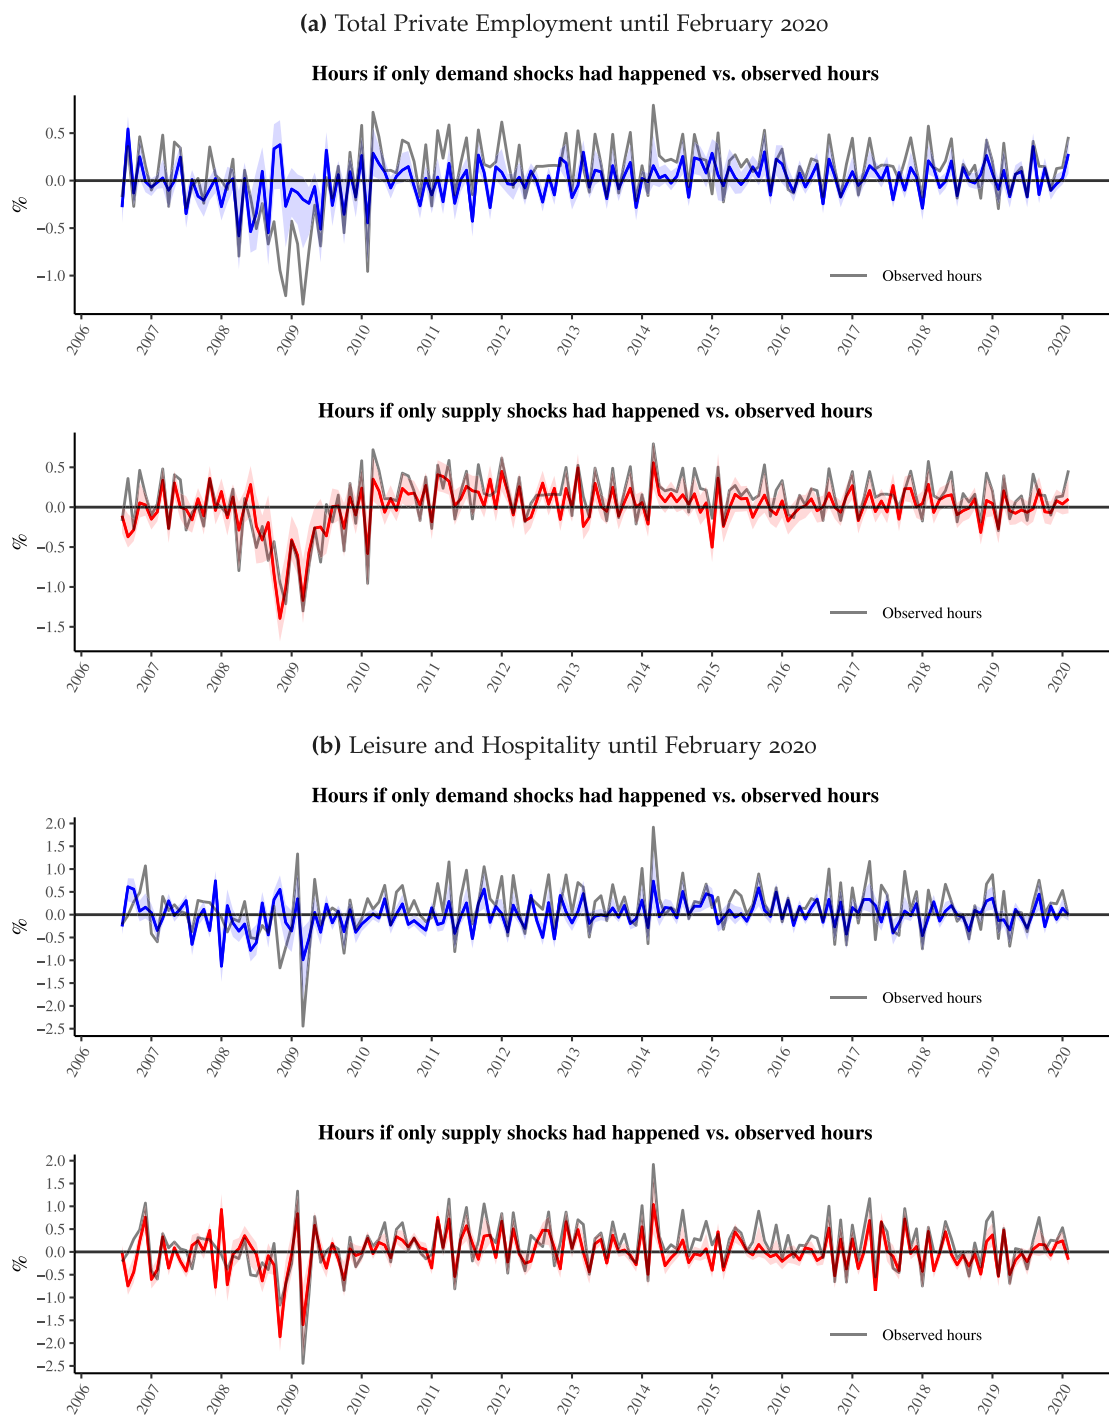 (a) Total Private Employment until February 2020
Hours if only demand shocks had happened vs. observed hours
0.5
0.0
−0.5
−1.0
%
Observed hours
2006 2007 2008 2009 2010 2011 2012 2013 2014 2015 2016 2017 2018 2019 2020
Hours if only supply shocks had happened vs. observed hours
0.5
0.0
−0.5
−1.0
−1.5
%
Observed hours
2006 2007 2008 2009 2010 2011 2012 2013 2014 2015 2016 2017 2018 2019 2020
(b) Leisure and Hospitality until February 2020
Hours if only demand shocks had happened vs. observed hours
2.0
1.5
1.0
0.5
0.0
−0.5
−1.0
−1.5
−2.0
−2.5
%
Observed hours
2006 2007 2008 2009 2010 2011 2012 2013 2014 2015 2016 2017 2018 2019 2020
Hours if only supply shocks had happened vs. observed hours
2.0
1.5
1.0
0.5
0.0
−0.5
−1.0
−1.5
−2.0
−2.5
%
Observed hours
2006 2007 2008 2009 2010 2011 2012 2013 2014 2015 2016 2017 2018 2019 2020